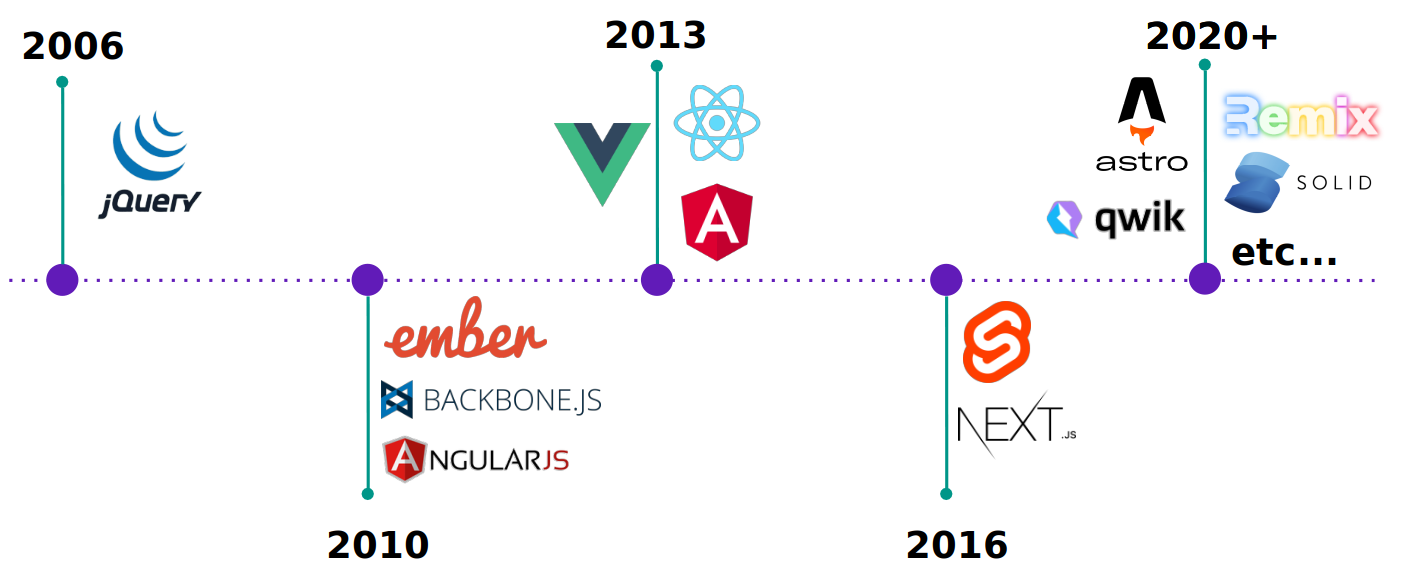 2006
jQuery
2010
ember
BACKBONE.JS
ANGULARJS
2013
A
2016
NEXT.JS
2020+
astro
Remix
SOLID
qwik
etc...